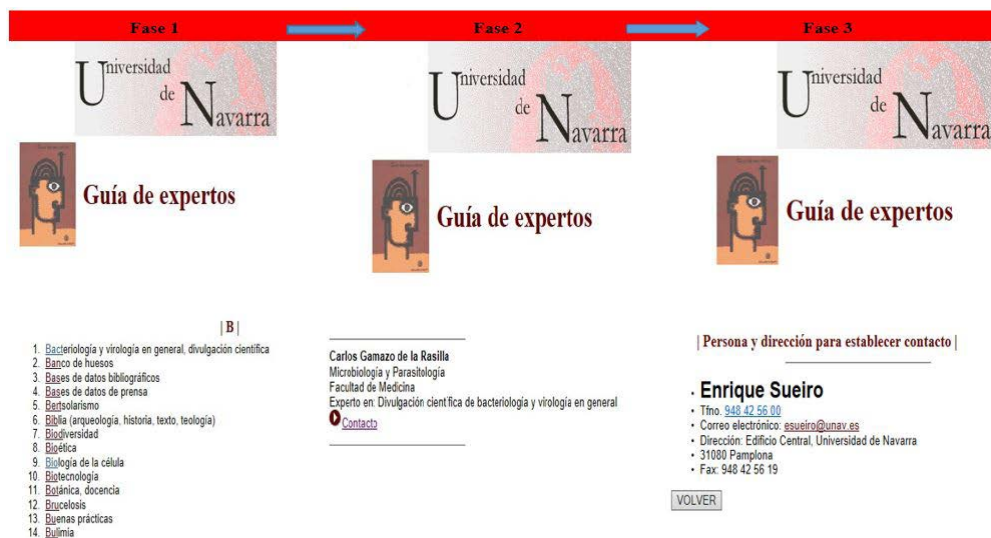 Fase 1
Fase 2
Fase 3
Universidad
de
Navarra
Guía de expertos
| B |
1. Bacteriología y virología en general, divulgación científica
2. Banco de huesos
3. Bases de datos bibliográficos
4. Bases de datos de prensa
5. Bertsolarismo
6. Biblia (arqueología, historia, texto, teología)
7. Biodiversidad
8. Bioética
9. Biología de la célula
10. Biotecnología
11. Botánica, docencia
12. Brucelosis
13. Buenas prácticas
14. Bulimia
Universidad
de
Navarra
Guía de expertos
Carlos Gamazo de la Rasilla
Microbiología y Parasitología
Facultad de Medicina
Experto en: Divulgación científica de bacteriología y virología en general
Contacto
Universidad
de
Navarra
Guía de expertos
| Persona y dirección para establecer contacto |
• Enrique Sueiro
• Tfno. 948 42 56 00
• Correo electrónico: esueiro@unav.es
• Dirección: Edificio Central, Universidad de Navarra
• 31080 Pamplona
• Fax: 948 42 56 19
VOLVER